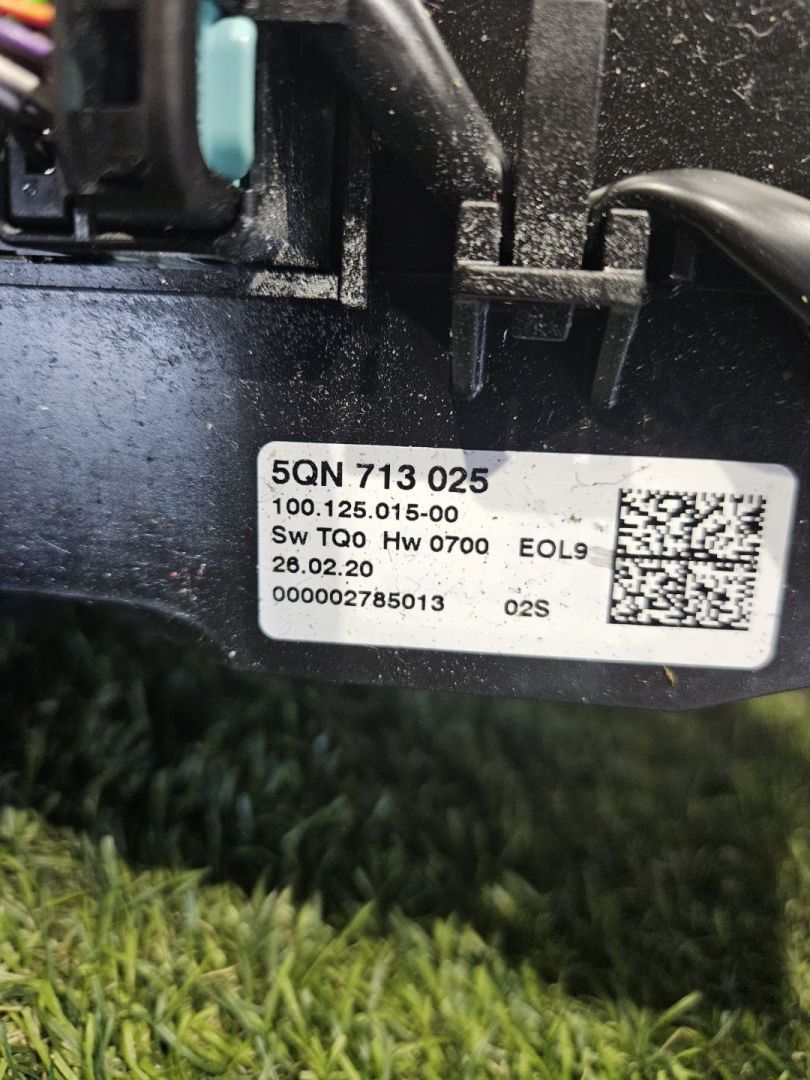 5QN 713 025
100.125.015-00
Sw TQ0 Hw 0700 EOL9
26.02.20
000002785013 02S